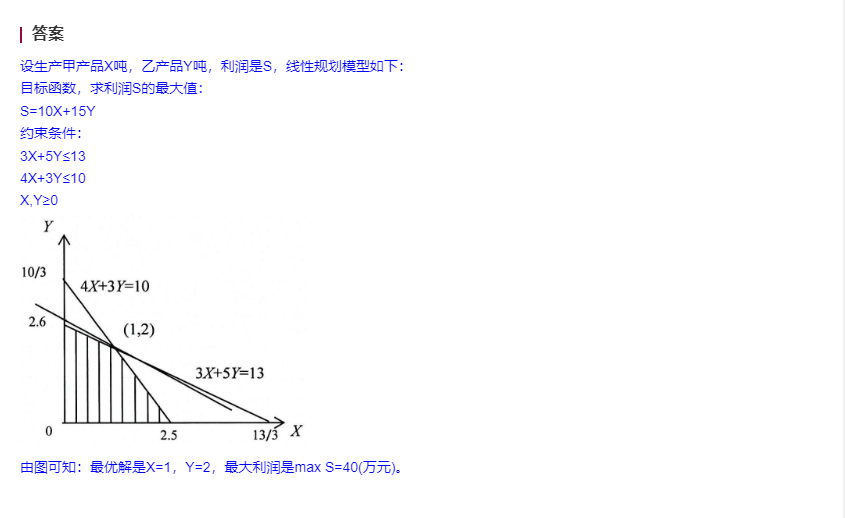 答案
设生产甲产品X吨，乙产品Y吨，利润是S，线性规划模型如下：
目标函数，求利润S的最大值：
S=10X+15Y
约束条件：
3X+5Y≤13
4X+3Y≤10
X,Y≥0
Y
10/3
4X+3Y=10
2.6
(1,2)
3X+5Y=13
0
2.5
13/3
X
由图可知：最优解是X=1，Y=2，最大利润是max S=40(万元)。